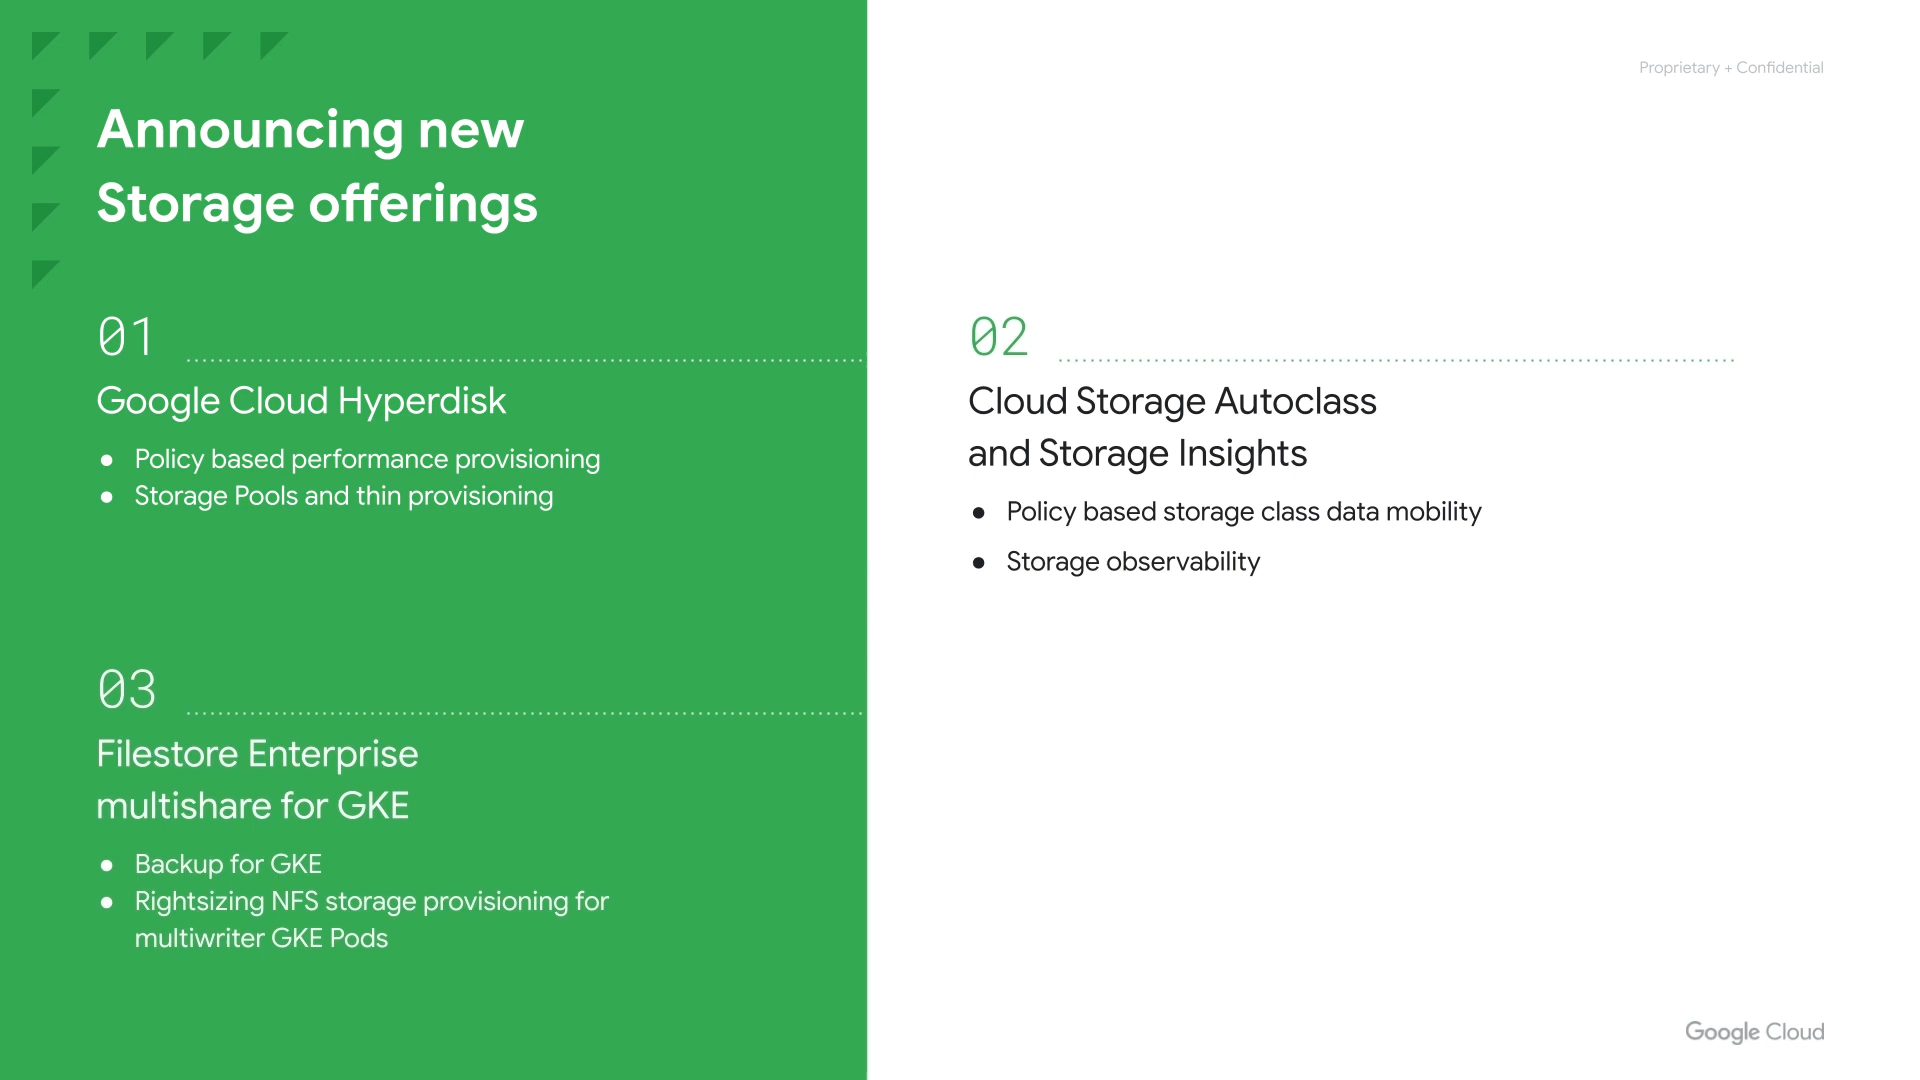 Proprietary + Confidential
Announcing new
Storage offerings
01
Google Cloud Hyperdisk
● Policy based performance provisioning
● Storage Pools and thin provisioning
02
Cloud Storage Autoclass
and Storage Insights
● Policy based storage class data mobility
● Storage observability
03
Filestore Enterprise
multishare for GKE
● Backup for GKE
● Rightsizing NFS storage provisioning for
multiwriter GKE Pods
Google Cloud